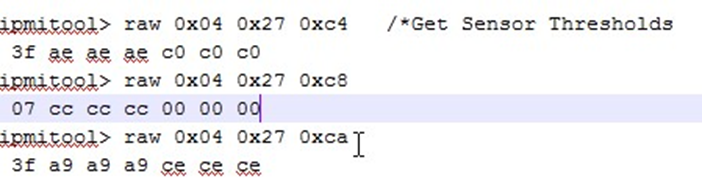 ipmitool> raw 0x04 0x27 0xc4   /*Get Sensor Thresholds
3f ae ae ae c0 c0 c0
ipmitool> raw 0x04 0x27 0xc8
07 cc cc cc 00 00 00
ipmitool> raw 0x04 0x27 0xca
3f a9 a9 a9 ce ce ce